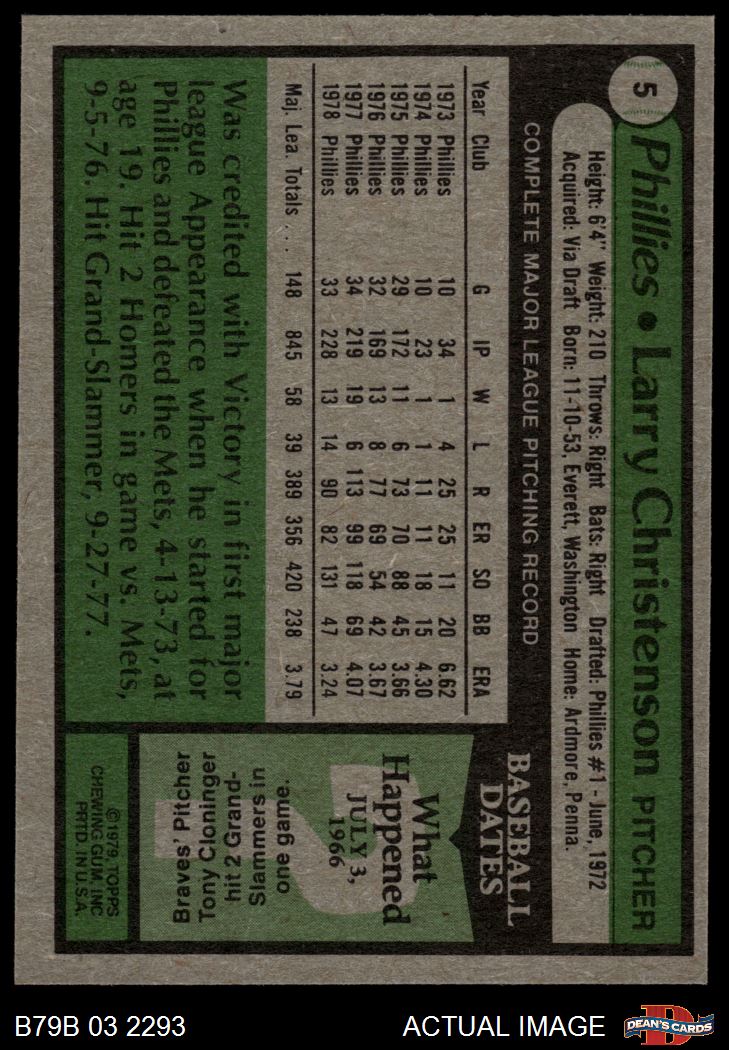 5
Phillies • Larry Christenson PITCHER
Height: 6'4" Weight: 210 Throws: Right Bats: Right Drafted: Phillies #1 - June, 1972
Acquired: Via Draft Born: 11-10-53, Everett, Washington Home: Ardmore, Penna.
COMPLETE MAJOR LEAGUE PITCHING RECORD
Year Club G IP W L R ER SO BB ERA
1973 Phillies 10 34 1 4 25 25 11 20 6.62
1974 Phillies 10 23 1 1 11 11 18 15 4.30
1975 Phillies 29 172 11 6 73 70 88 45 3.66
1976 Phillies 32 169 13 8 77 69 54 42 3.67
1977 Phillies 34 219 19 6 113 99 118 69 4.07
1978 Phillies 33 228 13 14 90 82 131 47 3.24
Maj. Lea. Totals . . . . 148 845 58 39 389 356 420 238 3.79
Was credited with Victory in first major
league Appearance when he started for
Phillies and defeated the Mets, 4-13-73, at
age 19. Hit 2 Homers in game vs. Mets,
9-5-76. Hit Grand-Slammer, 9-27-77.
BASEBALL
DATES
What
Happened
JULY 3,
1966
?
Braves' Pitcher
Tony Cloninger
hit 2 Grand-
Slammers in
one game.
©1979, TOPPS
CHEWING GUM, INC
PRTD. IN U.S.A.
B79B 03 2293
ACTUAL IMAGE
DEAN'S CARDS